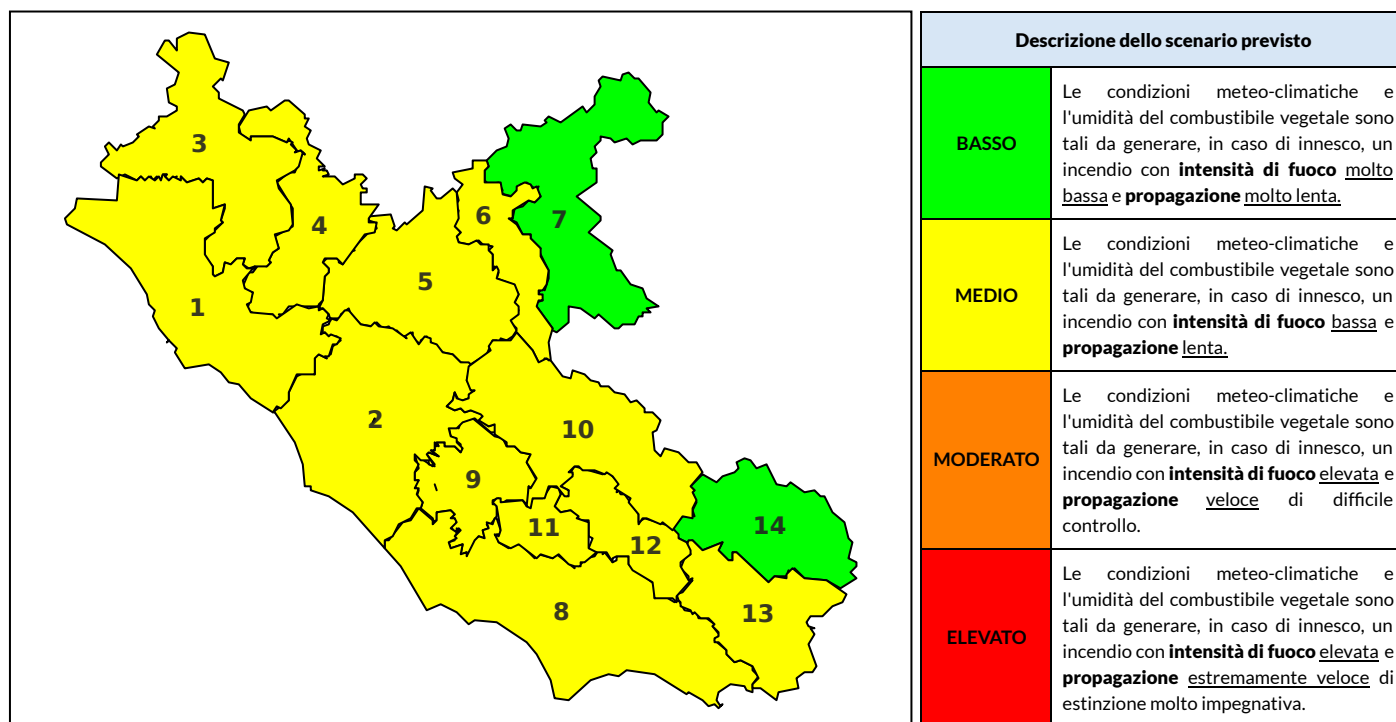 3
4
6
7
5
1
2
10
9
11
12
14
8
13
Descrizione dello scenario previsto
BASSO
Le condizioni meteo-climatiche e
l'umidità del combustibile vegetale sono
tali da generare, in caso di innesco, un
incendio con intensità di fuoco molto
bassa e propagazione molto lenta.
MEDIO
Le condizioni meteo-climatiche e
l'umidità del combustibile vegetale sono
tali da generare, in caso di innesco, un
incendio con intensità di fuoco bassa e
propagazione lenta.
MODERATO
Le condizioni meteo-climatiche e
l'umidità del combustibile vegetale sono
tali da generare, in caso di innesco, un
incendio con intensità di fuoco elevata e
propagazione veloce di difficile
controllo.
ELEVATO
Le condizioni meteo-climatiche e
l'umidità del combustibile vegetale sono
tali da generare, in caso di innesco, un
incendio con intensità di fuoco elevata e
propagazione estremamente veloce di
estinzione molto impegnativa.